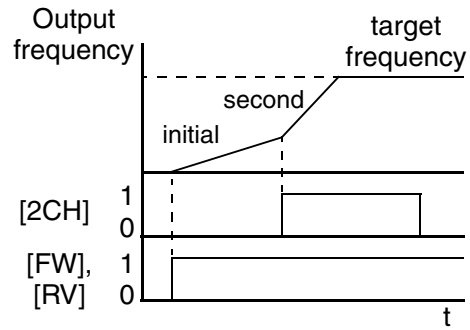 Output
frequency
target
frequency
second
initial
[2CH]
1
0
[FW],
[RV]
1
0
t